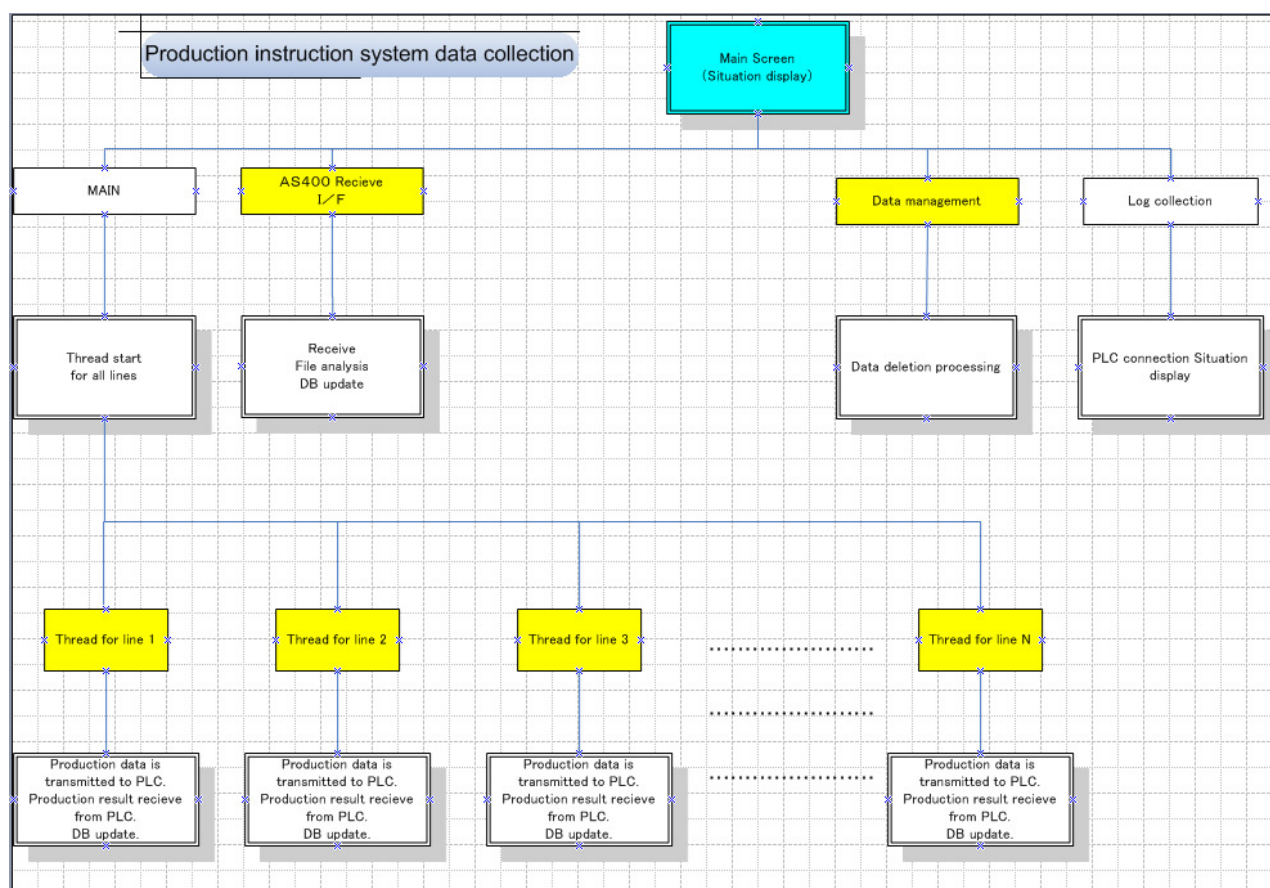 Production instruction system data collection
Main Screen
(Situation display)
MAIN
AS400 Recieve
I/F
Data management
Log collection
Thread start
for all lines
Receive
File analysis
DB update
Data deletion processing
PLC connection Situation
display
Thread for line 1
Thread for line 2
Thread for line 3
Thread for line N
Production data is
transmitted to PLC.
Production result recieve
from PLC.
DB update.
Production data is
transmitted to PLC.
Production result recieve
from PLC.
DB update.
Production data is
transmitted to PLC.
Production result recieve
from PLC.
DB update.
Production data is
transmitted to PLC.
Production result recieve
from PLC.
DB update.